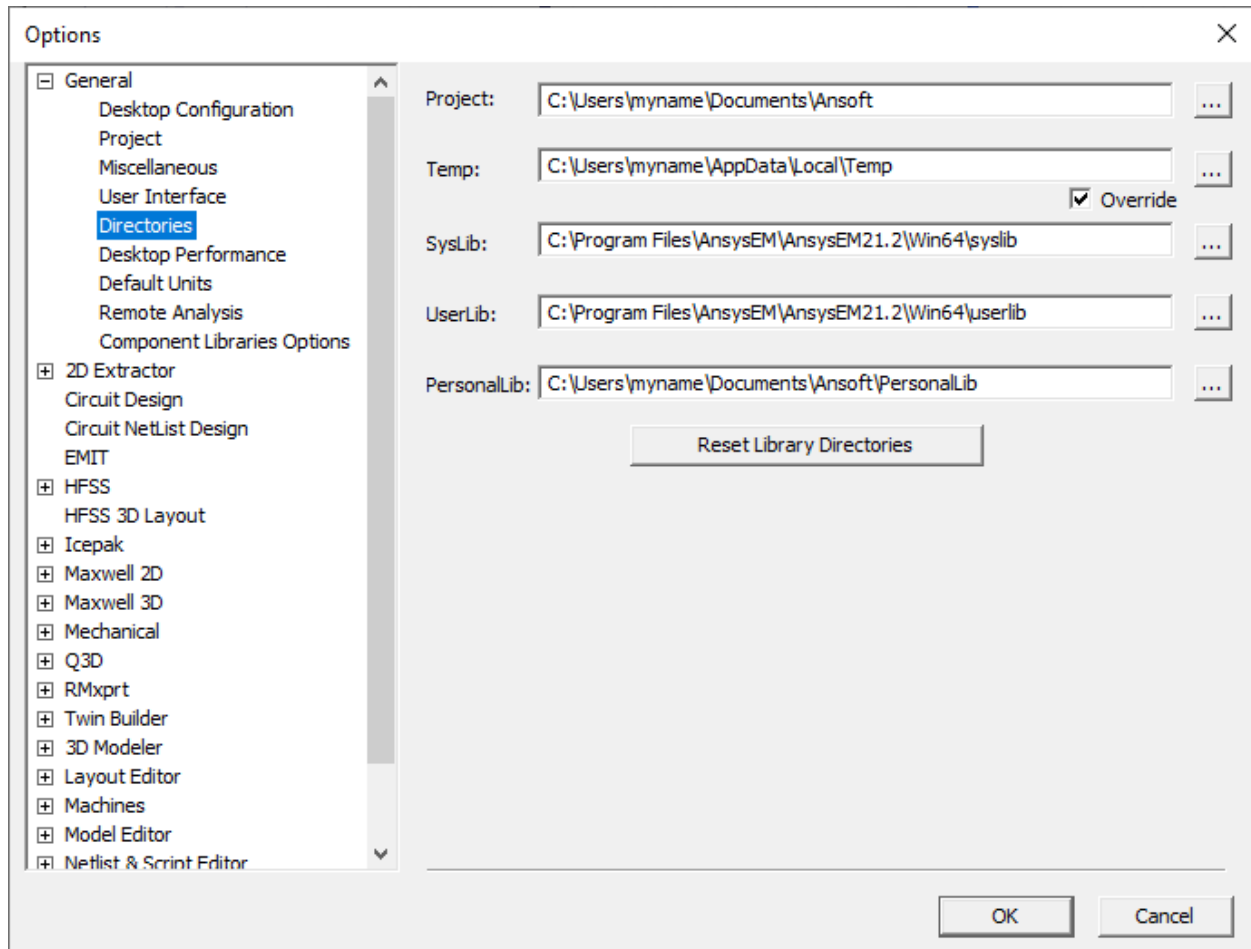 Options
General
Desktop Configuration
Project
Miscellaneous
User Interface
Directories
Desktop Performance
Default Units
Remote Analysis
Component Libraries Options
2D Extractor
Circuit Design
Circuit NetList Design
EMIT
HFSS
HFSS 3D Layout
Icepak
Maxwell 2D
Maxwell 3D
Mechanical
Q3D
RMxprt
Twin Builder
3D Modeler
Layout Editor
Machines
Model Editor
Netlist & Script Editor
Project: C:\Users\myname\Documents\Ansoft ...
Temp: C:\Users\myname\AppData\Local\Temp ...
Override
SysLib: C:\Program Files\AnsysEM\AnsysEM21.2\Win64\syslib ...
UserLib: C:\Program Files\AnsysEM\AnsysEM21.2\Win64\userlib ...
PersonalLib: C:\Users\myname\Documents\Ansoft\PersonalLib ...
Reset Library Directories
OK Cancel